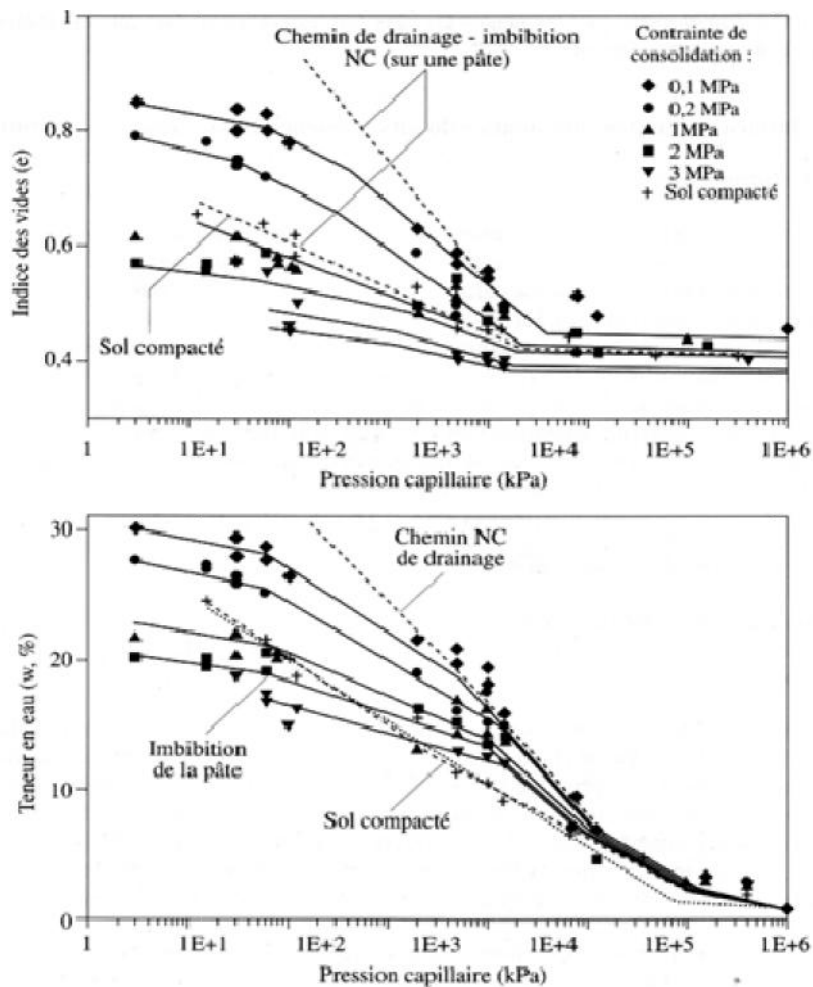 1
0.8
0,6
0,4
Indice des vides (e)
Chemin de drainage - imbibition
NC (sur une pâte)
Contrainte de
consolidation :
0,1 MPa
0,2 MPa
1MPa
2 MPa
3 MPa
Sol compacté
Sol compacté
1 1E+1 1E+2 1E+3 1E+4 1E+5 1E+6
Pression capillaire (kPa)
30
20
10
0
Teneur en eau (w, %)
Chemin NC
de drainage
Imbibition
de la pâte
Sol compacté
1 1E+1 1E+2 1E+3 1E+4 1E+5 1E+6
Pression capillaire (kPa)